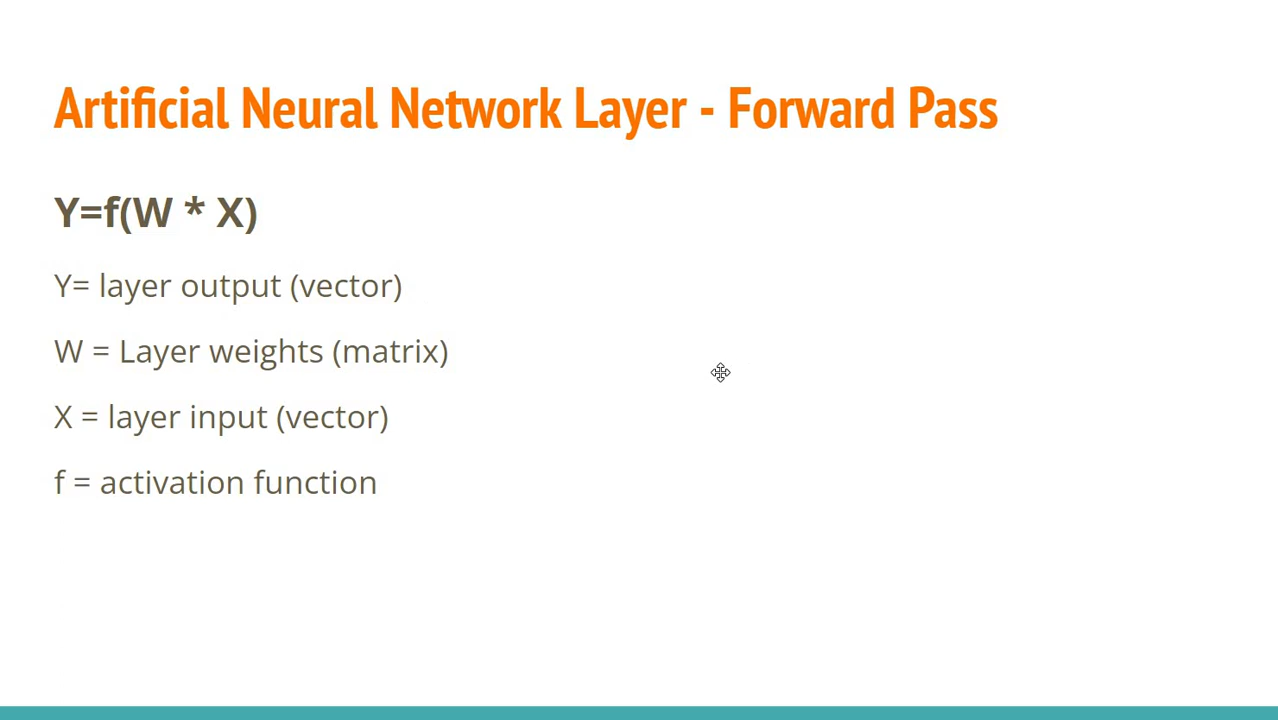 Artificial Neural Network Layer - Forward Pass
Y=f(W * X)
Y= layer output (vector)
W = Layer weights (matrix)
X = layer input (vector)
f = activation function